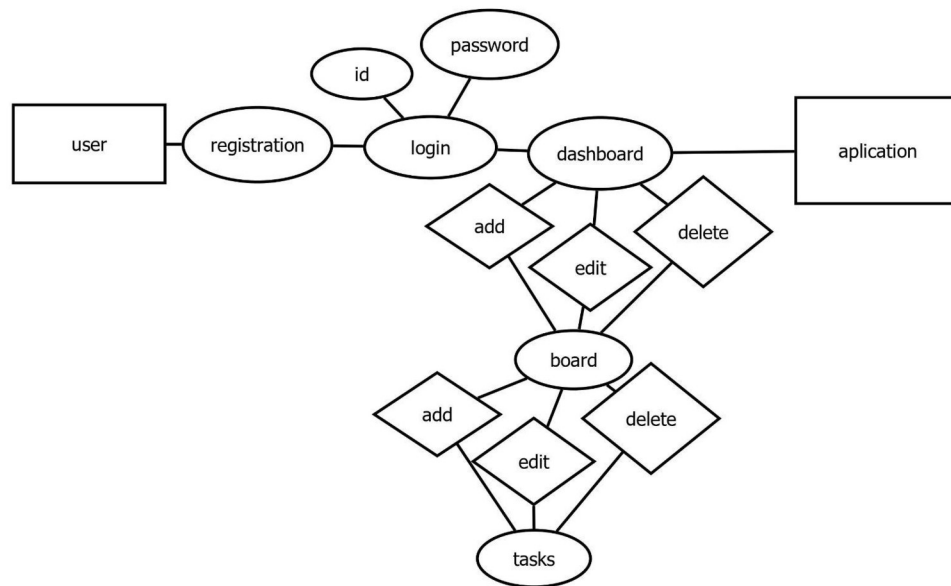 password
id
user
registration
login
dashboard
aplication
add
edit
delete
board
add
edit
delete
tasks